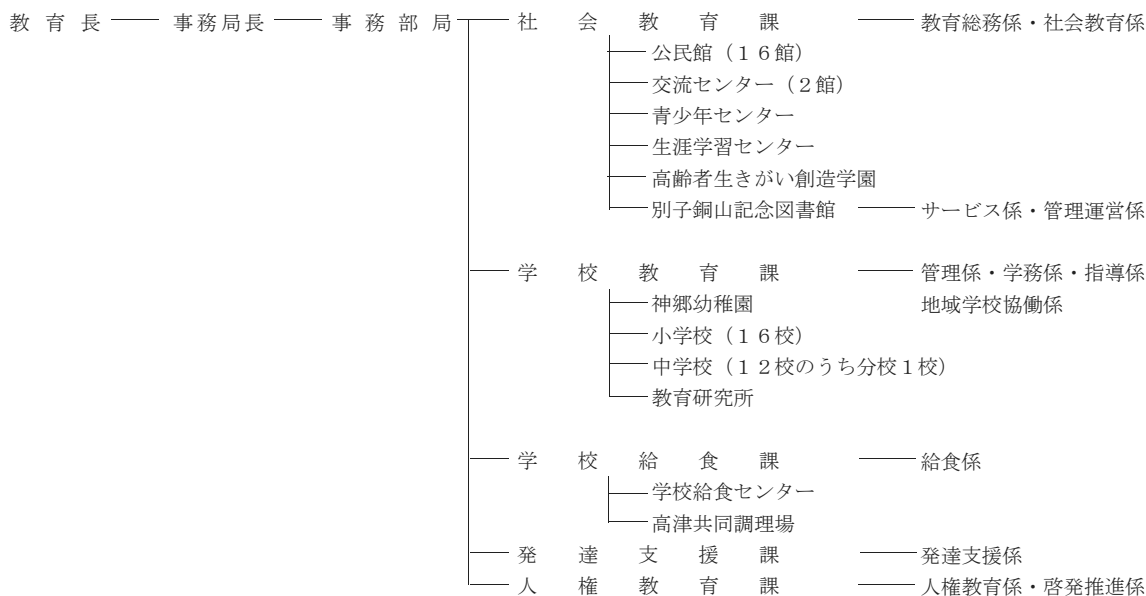 教育長 事務局長 事務部局 社会教育課 教育総務係・社会教育係
公民館（１６館）
交流センター（２館）
青少年センター
生涯学習センター
高齢者生きがい創造学園
別子銅山記念図書館 サービス係・管理運営係
学校教育課 管理係・学務係・指導係
神郷幼稚園 地域学校協働係
小学校（１６校）
中学校（１２校のうち分校１校）
教育研究所
学校給食課 給食係
学校給食センター
高津共同調理場
発達支援課 発達支援係
人権教育課 人権教育係・啓発推進係